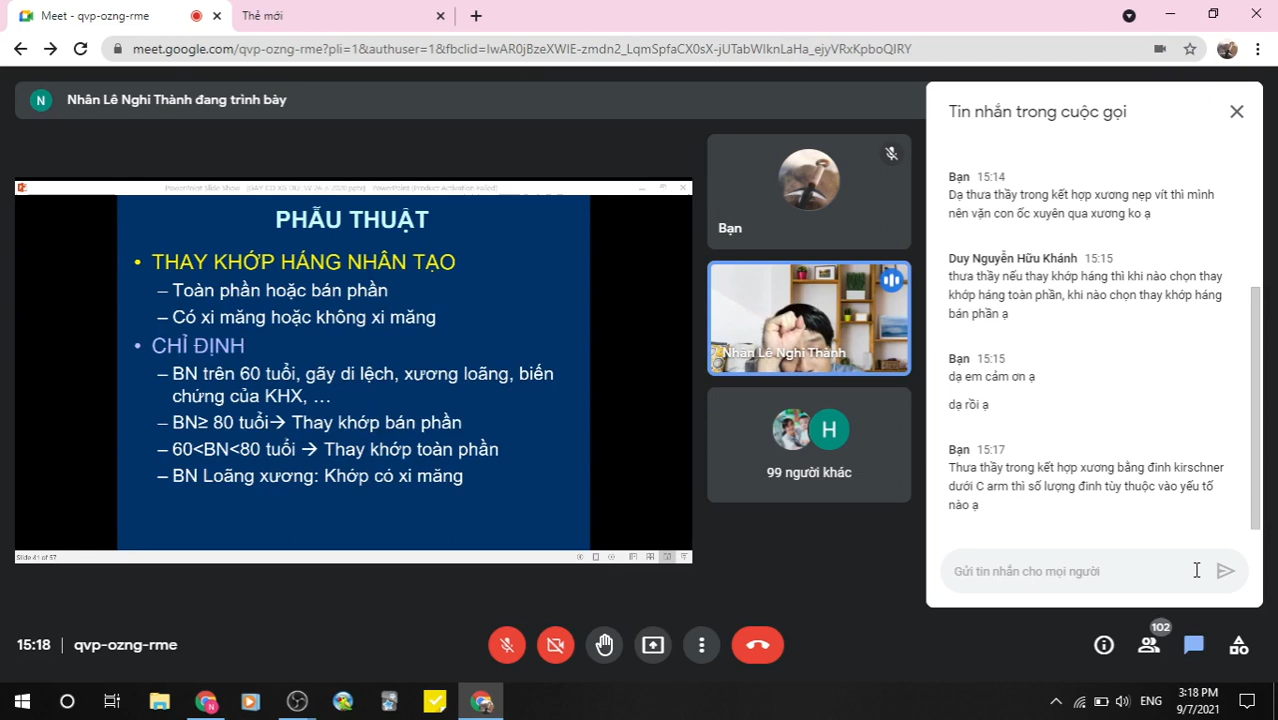 Meet - qvp-ozng-rme
Thẻ mới
meet.google.com/qvp-ozng-rme?pli=1&authuser=1&fbclid=IwAR0jBzeXWIE-zmdn2_LqmSpfaCX0sX-jUTabWIknLaHa_ejyVRxKpboQIRY
N
Nhân Lê Nghi Thành đang trình bày
PHẪU THUẬT
• THAY KHỚP HÁNG NHÂN TẠO
– Toàn phần hoặc bán phần
– Có xi măng hoặc không xi măng
• CHỈ ĐỊNH
– BN trên 60 tuổi, gãy di lệch, xương loãng, biến
chứng của KHX, …
– BN≥ 80 tuổi→ Thay khớp bán phần
– 60<BN<80 tuổi → Thay khớp toàn phần
– BN Loãng xương: Khớp có xi măng
Slide 41 of 57
Bạn
Nhân Lê Nghi Thành
H
99 người khác
Tin nhắn trong cuộc gọi
Bạn 15:14
Dạ thưa thầy trong kết hợp xương nẹp vít thì mình
nên vặn con ốc xuyên qua xương ko ạ
Duy Nguyễn Hữu Khánh 15:15
thưa thầy nếu thay khớp háng thì khi nào chọn thay
khớp háng toàn phần, khi nào chọn thay khớp háng
bán phần ạ
Bạn 15:15
dạ em cảm ơn ạ
dạ rồi ạ
Bạn 15:17
Thưa thầy trong kết hợp xương bằng đinh kirschner
dưới C arm thì số lượng đinh tùy thuộc vào yếu tố
nào ạ
Gửi tin nhắn cho mọi người
15:18 | qvp-ozng-rme
102
ENG
3:18 PM
9/7/2021